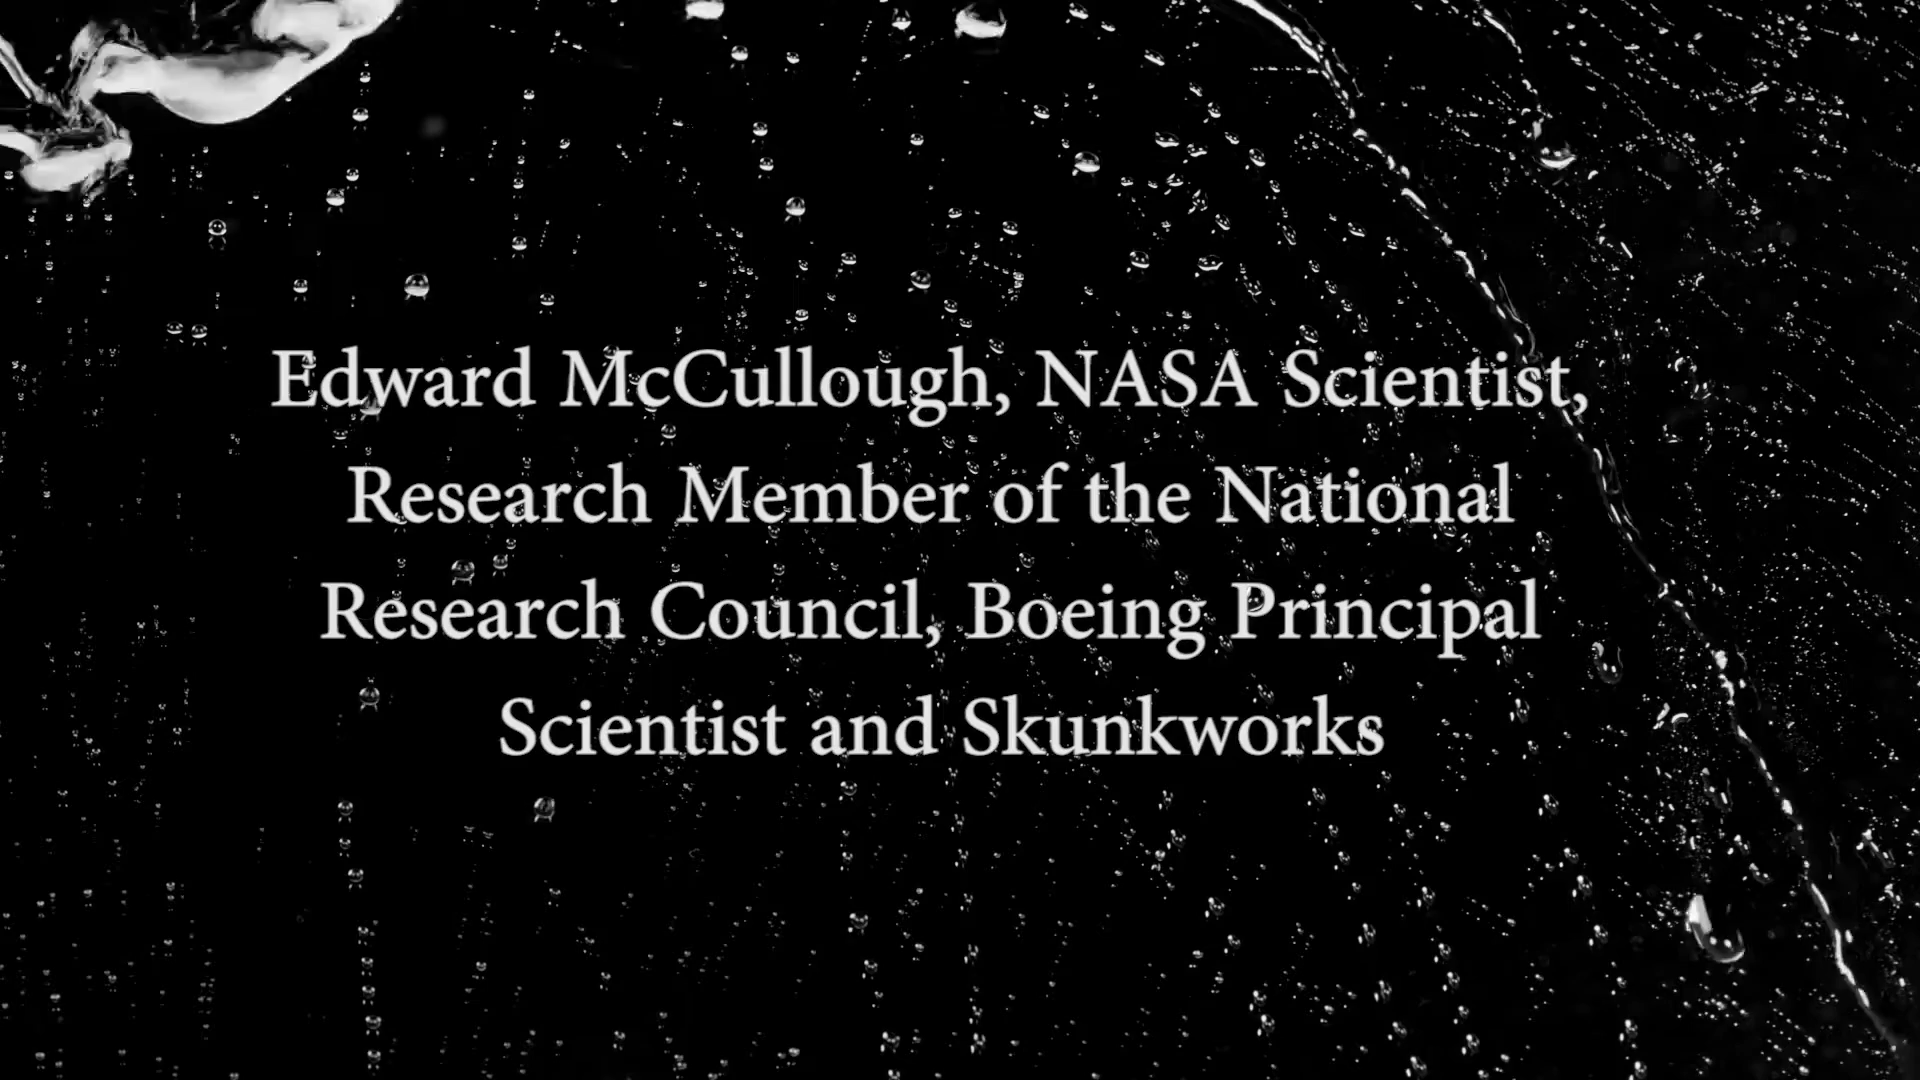 Edward McCullough, NASA Scientist,
Research Member of the National
Research Council, Boeing Principal
Scientist and Skunkworks